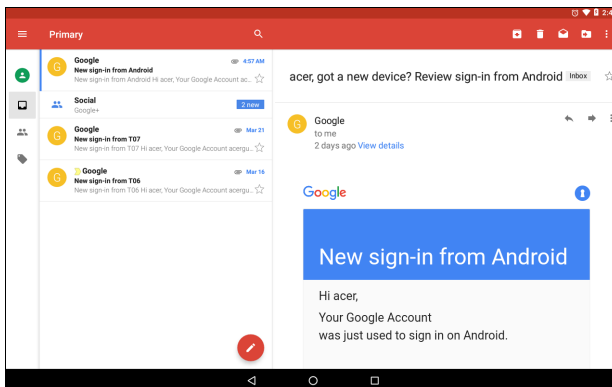 2:4
Primary
Google 4:57 AM
New sign-in from Android
New sign-in from Android Hi acer, Your Google Account ac...
Social 2 new
Google+
G Google Mar 21
New sign-in from T07
New sign-in from T07 Hi acer, Your Google Account acergu...
G Google Mar 16
New sign-in from T06
New sign-in from T06 Hi acer, Your Google Account acergu...
acer, got a new device? Review sign-in from Android Inbox
G Google
to me
2 days ago View details
Google
New sign-in from Android
Hi acer,
Your Google Account
was just used to sign in on Android.